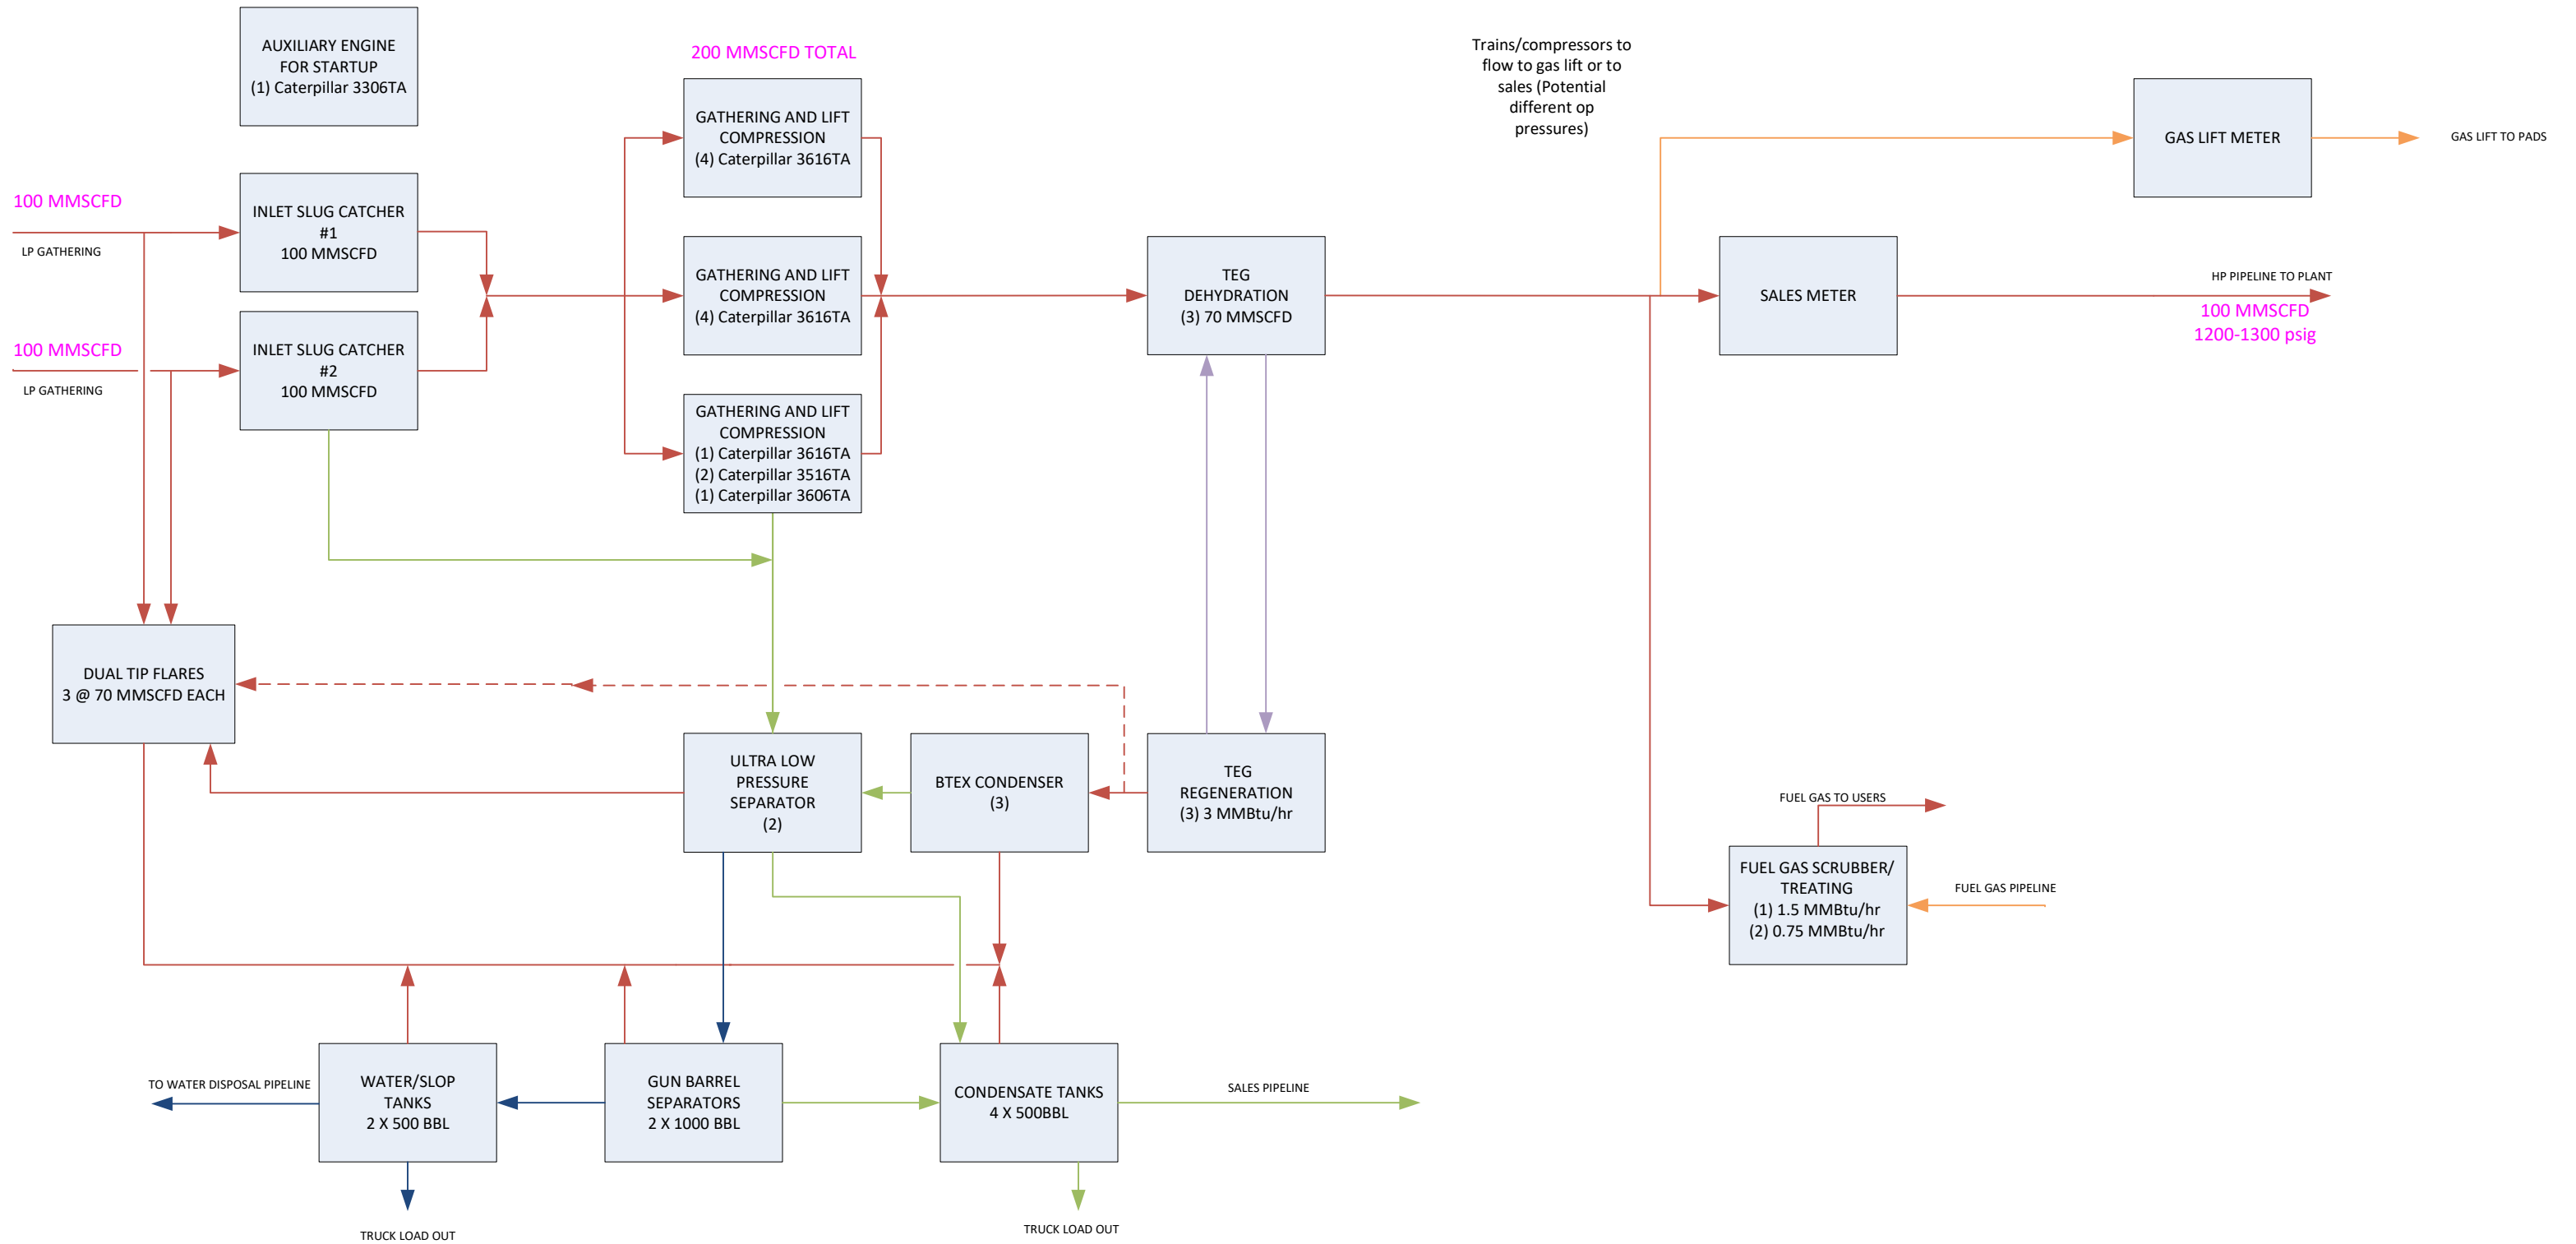 AUXILIARY ENGINE
FOR STARTUP
(1) Caterpillar 3306TA
200 MMSCFD TOTAL
GATHERING AND LIFT
COMPRESSION
(4) Caterpillar 3616TA
Trains/compressors to
flow to gas lift or to
sales (Potential
different op
pressures)
GAS LIFT METER
GAS LIFT TO PADS
100 MMSCFD
LP GATHERING
INLET SLUG CATCHER
#1
100 MMSCFD
GATHERING AND LIFT
COMPRESSION
(4) Caterpillar 3616TA
TEG
DEHYDRATION
(3) 70 MMSCFD
SALES METER
HP PIPELINE TO PLANT
100 MMSCFD
1200-1300 psig
100 MMSCFD
LP GATHERING
INLET SLUG CATCHER
#2
100 MMSCFD
GATHERING AND LIFT
COMPRESSION
(1) Caterpillar 3616TA
(2) Caterpillar 3516TA
(1) Caterpillar 3606TA
DUAL TIP FLARES
3 @ 70 MMSCFD EACH
ULTRA LOW
PRESSURE
SEPARATOR
(2)
BTEX CONDENSER
(3)
TEG
REGENERATION
(3) 3 MMBtu/hr
FUEL GAS TO USERS
FUEL GAS SCRUBBER/
TREATING
(1) 1.5 MMBtu/hr
(2) 0.75 MMBtu/hr
FUEL GAS PIPELINE
TO WATER DISPOSAL PIPELINE
WATER/SLOP
TANKS
2 X 500 BBL
GUN BARREL
SEPARATORS
2 X 1000 BBL
CONDENSATE TANKS
4 X 500BBL
SALES PIPELINE
TRUCK LOAD OUT
TRUCK LOAD OUT